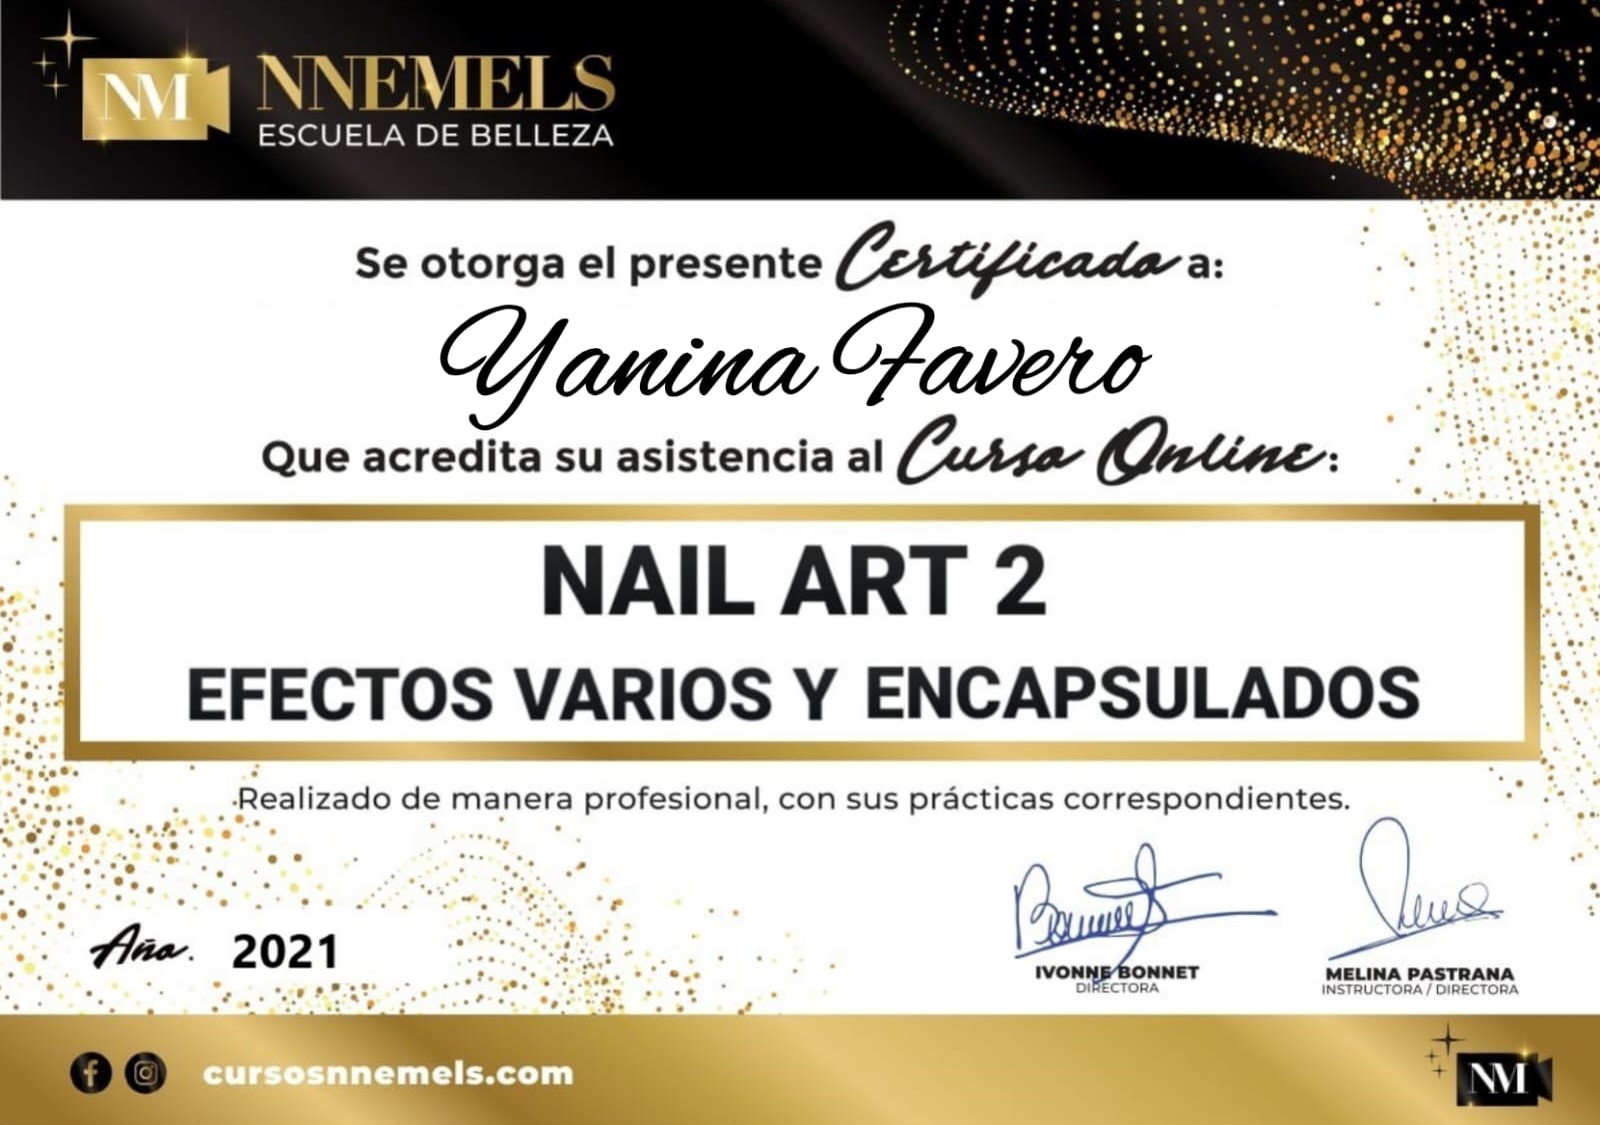 NM NNEMELS
ESCUELA DE BELLEZA
Se otorga el presente Certificado a:
Yanina Favero
Que acredita su asistencia al Curso Online:
NAIL ART 2
EFECTOS VARIOS Y ENCAPSULADOS
Realizado de manera profesional, con sus prácticas correspondientes.
Año. 2021
IVONNE BONNET
DIRECTORA
MELINA PASTRANA
INSTRUCTORA / DIRECTORA
cursosnnemels.com
NM